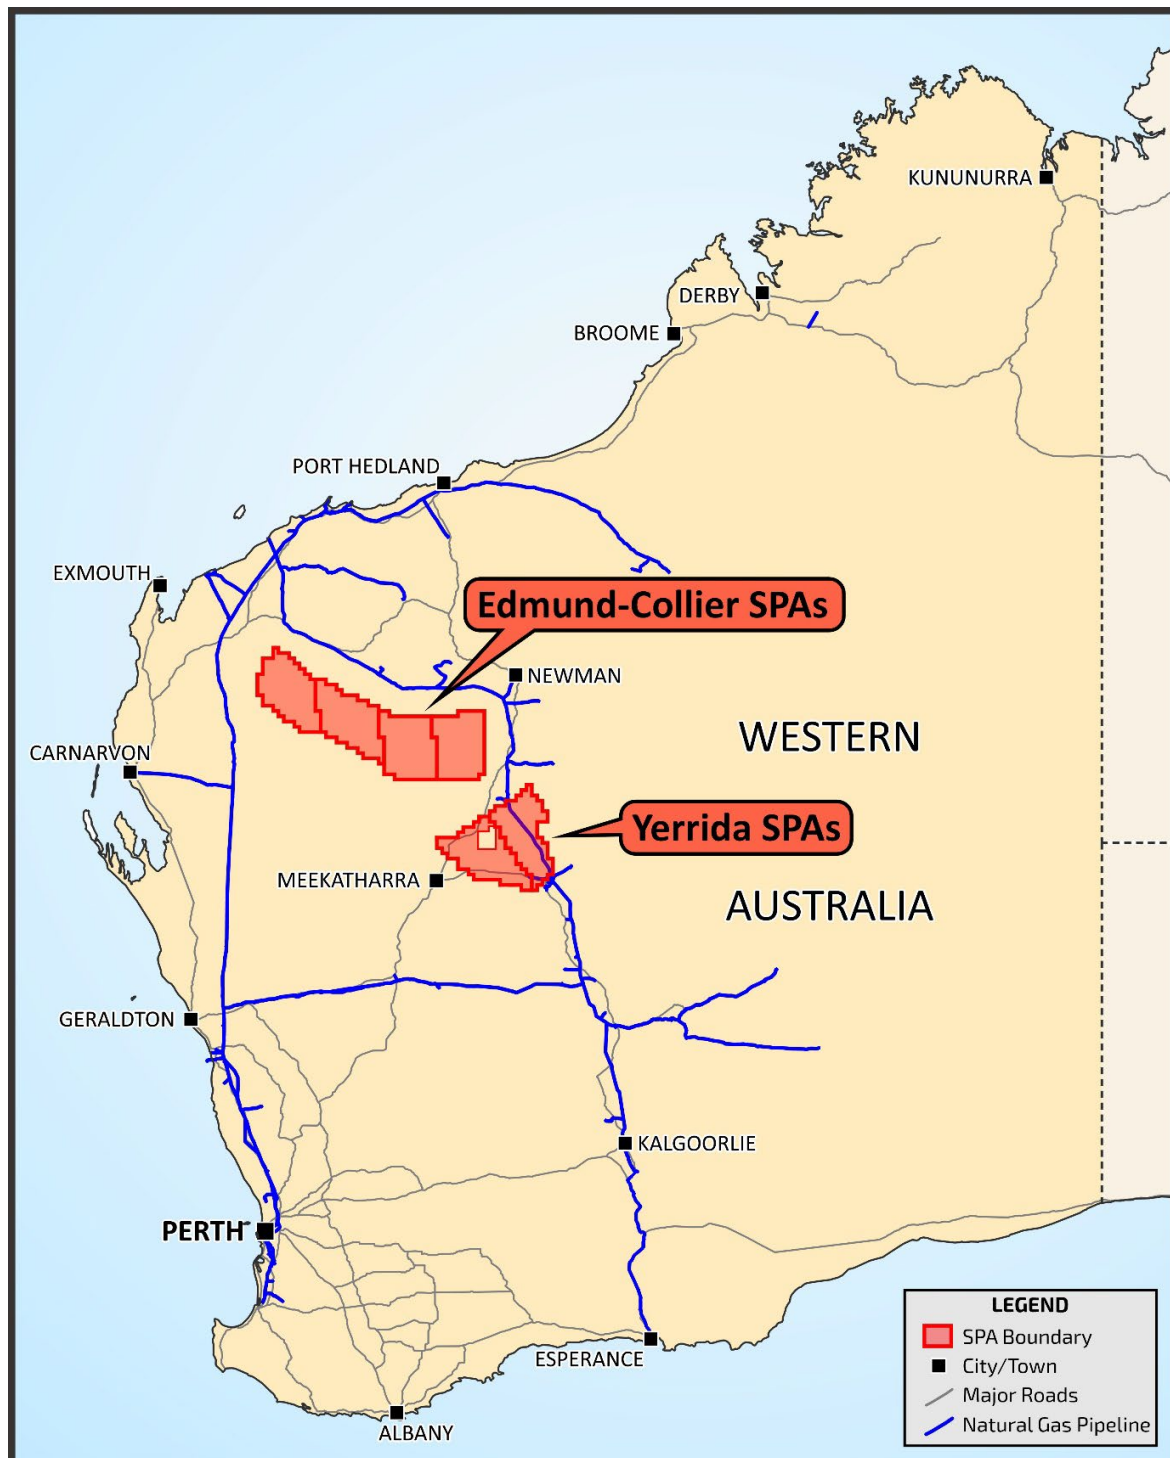 KUNUNURRA
DERBY
BROOME
PORT HEDLAND
EXMOUTH
Edmund-Collier SPAs
NEWMAN
WESTERN
CARNARVON
Yerrida SPAs
MEEKATHARRA
AUSTRALIA
GERALDTON
KALGOORLIE
PERTH
ESPERANCE
ALBANY
LEGEND
SPA Boundary
City/Town
Major Roads
Natural Gas Pipeline